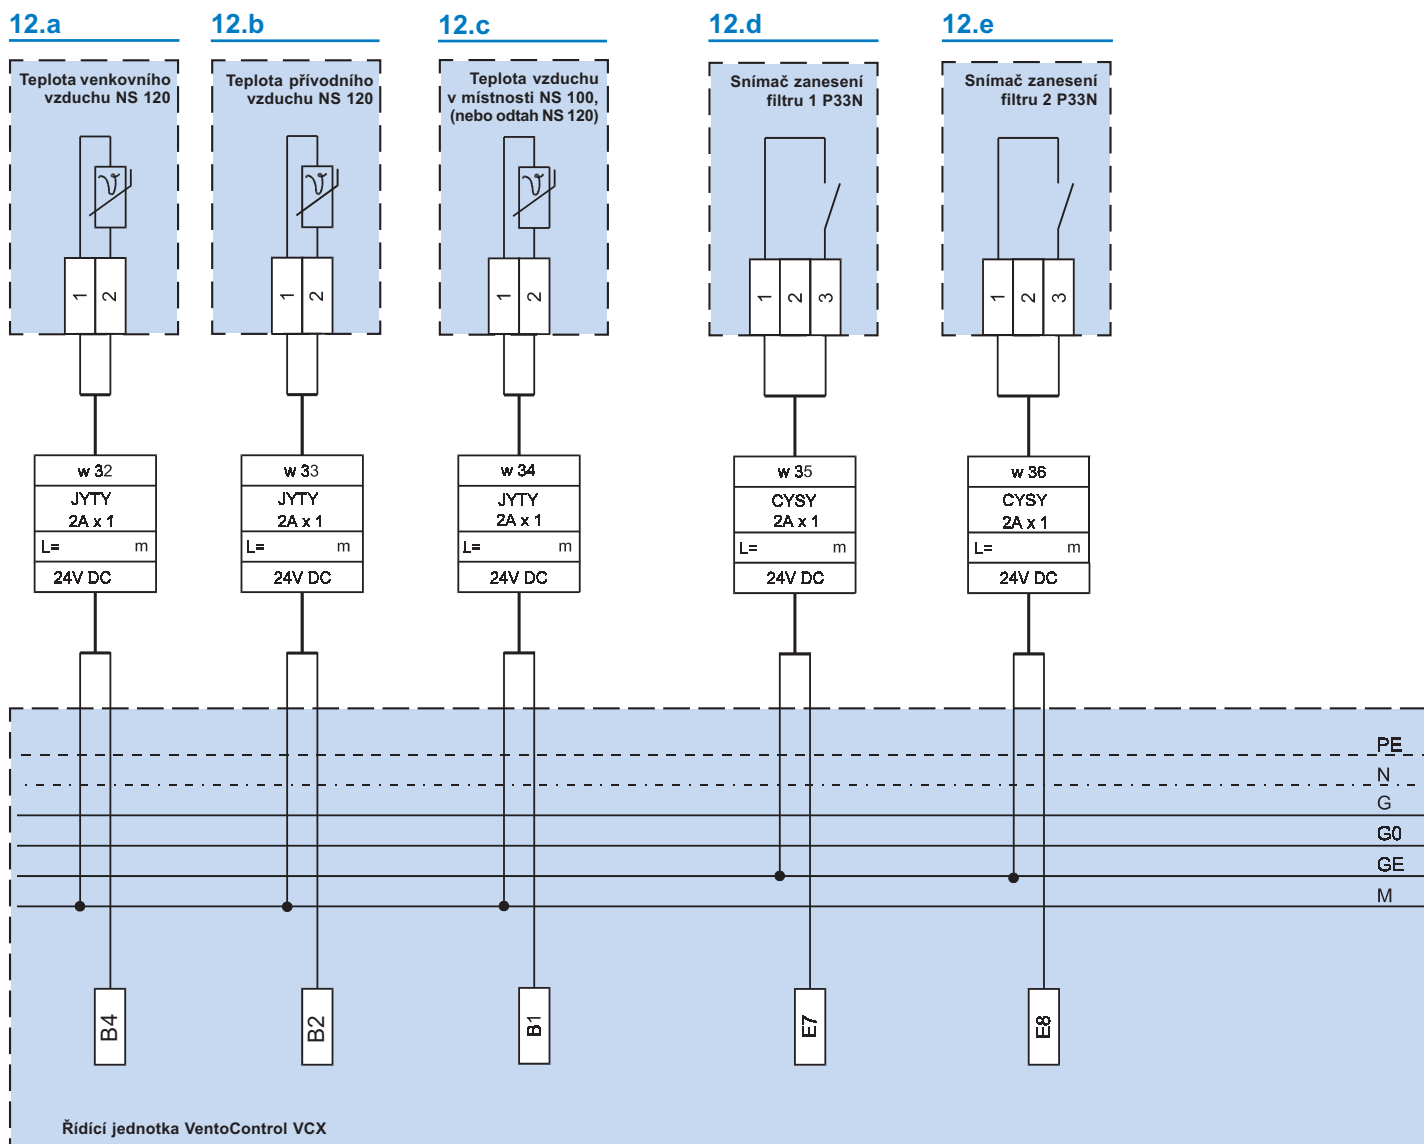 12.a
12.b
12.c
12.d
12.e
Teplota venkovního
vzduchu NS 120
Teplota přívodního
vzduchu NS 120
Teplota vzduchu
v místnosti NS 100,
(nebo odtah NS 120)
Snímač zanesení
filtru 1 P33N
Snímač zanesení
filtru 2 P33N
1
2
1
2
1
2
1
2
3
1
2
3
w 32
JYTY
2A x 1
L= m
24V DC
w 33
JYTY
2A x 1
L= m
24V DC
w 34
JYTY
2A x 1
L= m
24V DC
w 35
CYSY
2A x 1
L= m
24V DC
w 36
CYSY
2A x 1
L= m
24V DC
PE
N
G
G0
GE
M
B4
B2
B1
E7
E8
Řídící jednotka VentoControl VCX